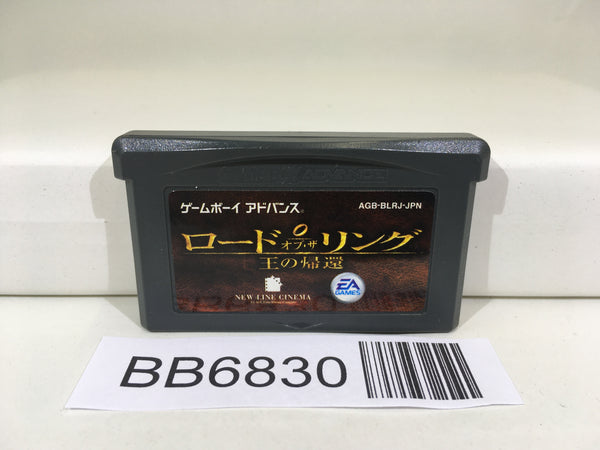 ゲームボーイ アドバンス
AGB-BLRJ-JPN
ロード オブ・ザ リング
王の帰還
NEW LINE CINEMA
EA
GAMES
BB6830